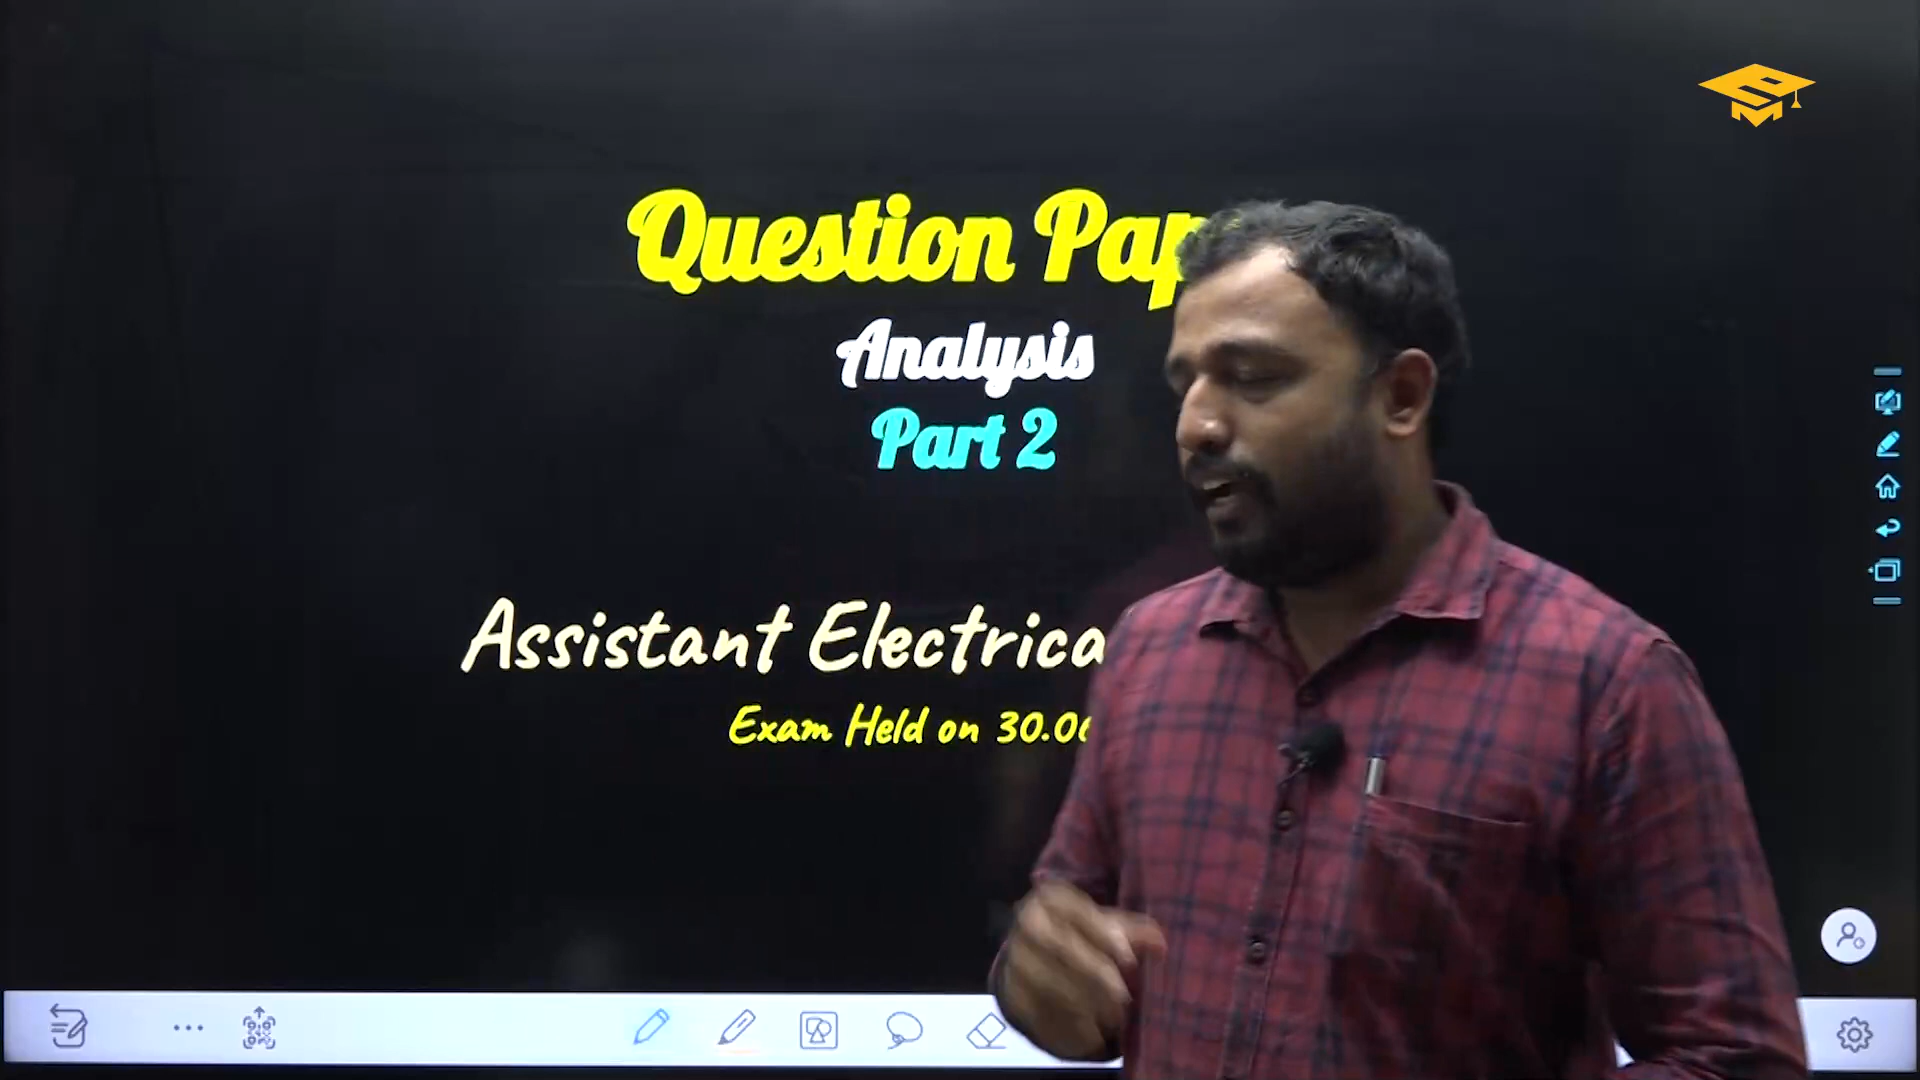 Question Pap
Analysis
Part 2
Assistant Electrica
Exam Held on 30.0